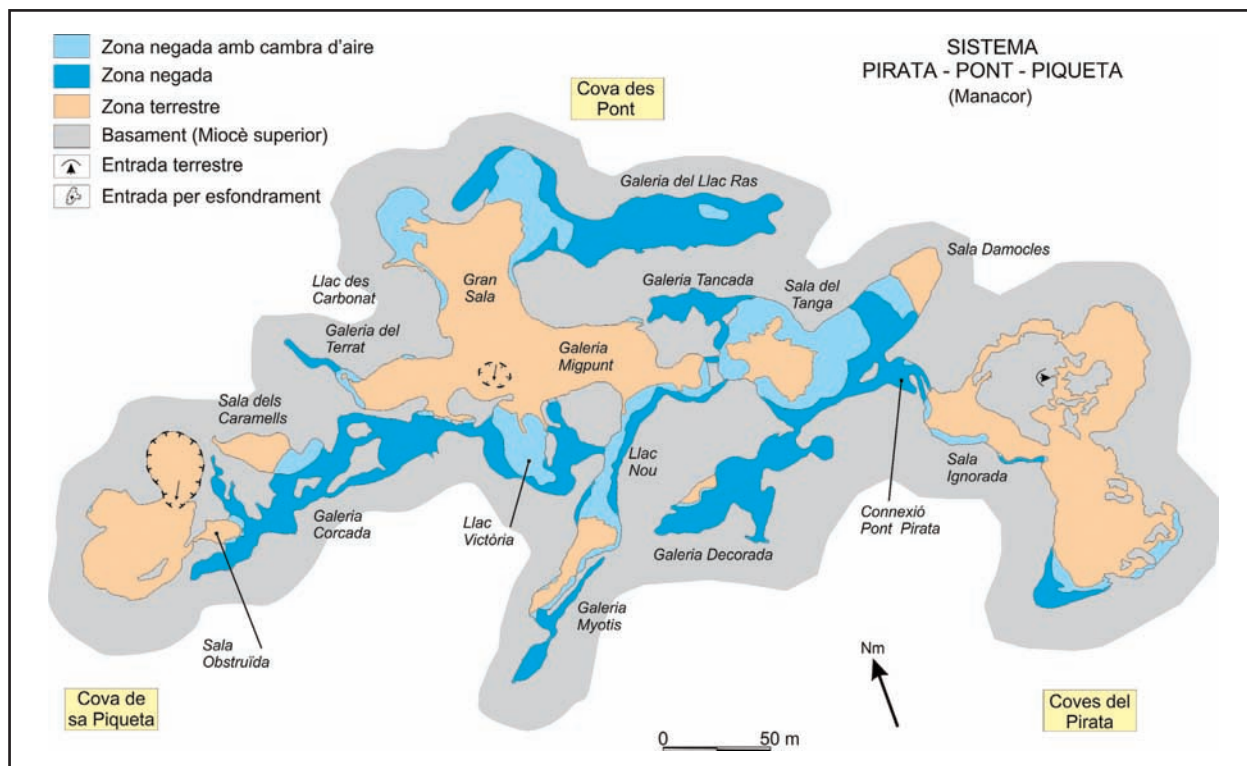 Zona negada amb cambra d'aire
Zona negada
Zona terrestre
Basament (Miocè superior)
Entrada terrestre
Entrada per esfondrament
SISTEMA
PIRATA - PONT - PIQUETA
(Manacor)
Cova des
Pont
Galeria del Llac Ras
Sala Damocles
Llac des
Carbonat
Gran
Sala
Galeria Tancada
Sala del
Tanga
Galeria del
Terrat
Galeria
Migpunt
Sala dels
Caramells
Llac
Nou
Sala
Ignorada
Galeria
Corcada
Llac
Victòria
Connexió
Pont Pirata
Galeria Decorada
Galeria
Myotis
Sala
Obstruïda
Nm
Cova de
sa Piqueta
Coves del
Pirata
0 50 m